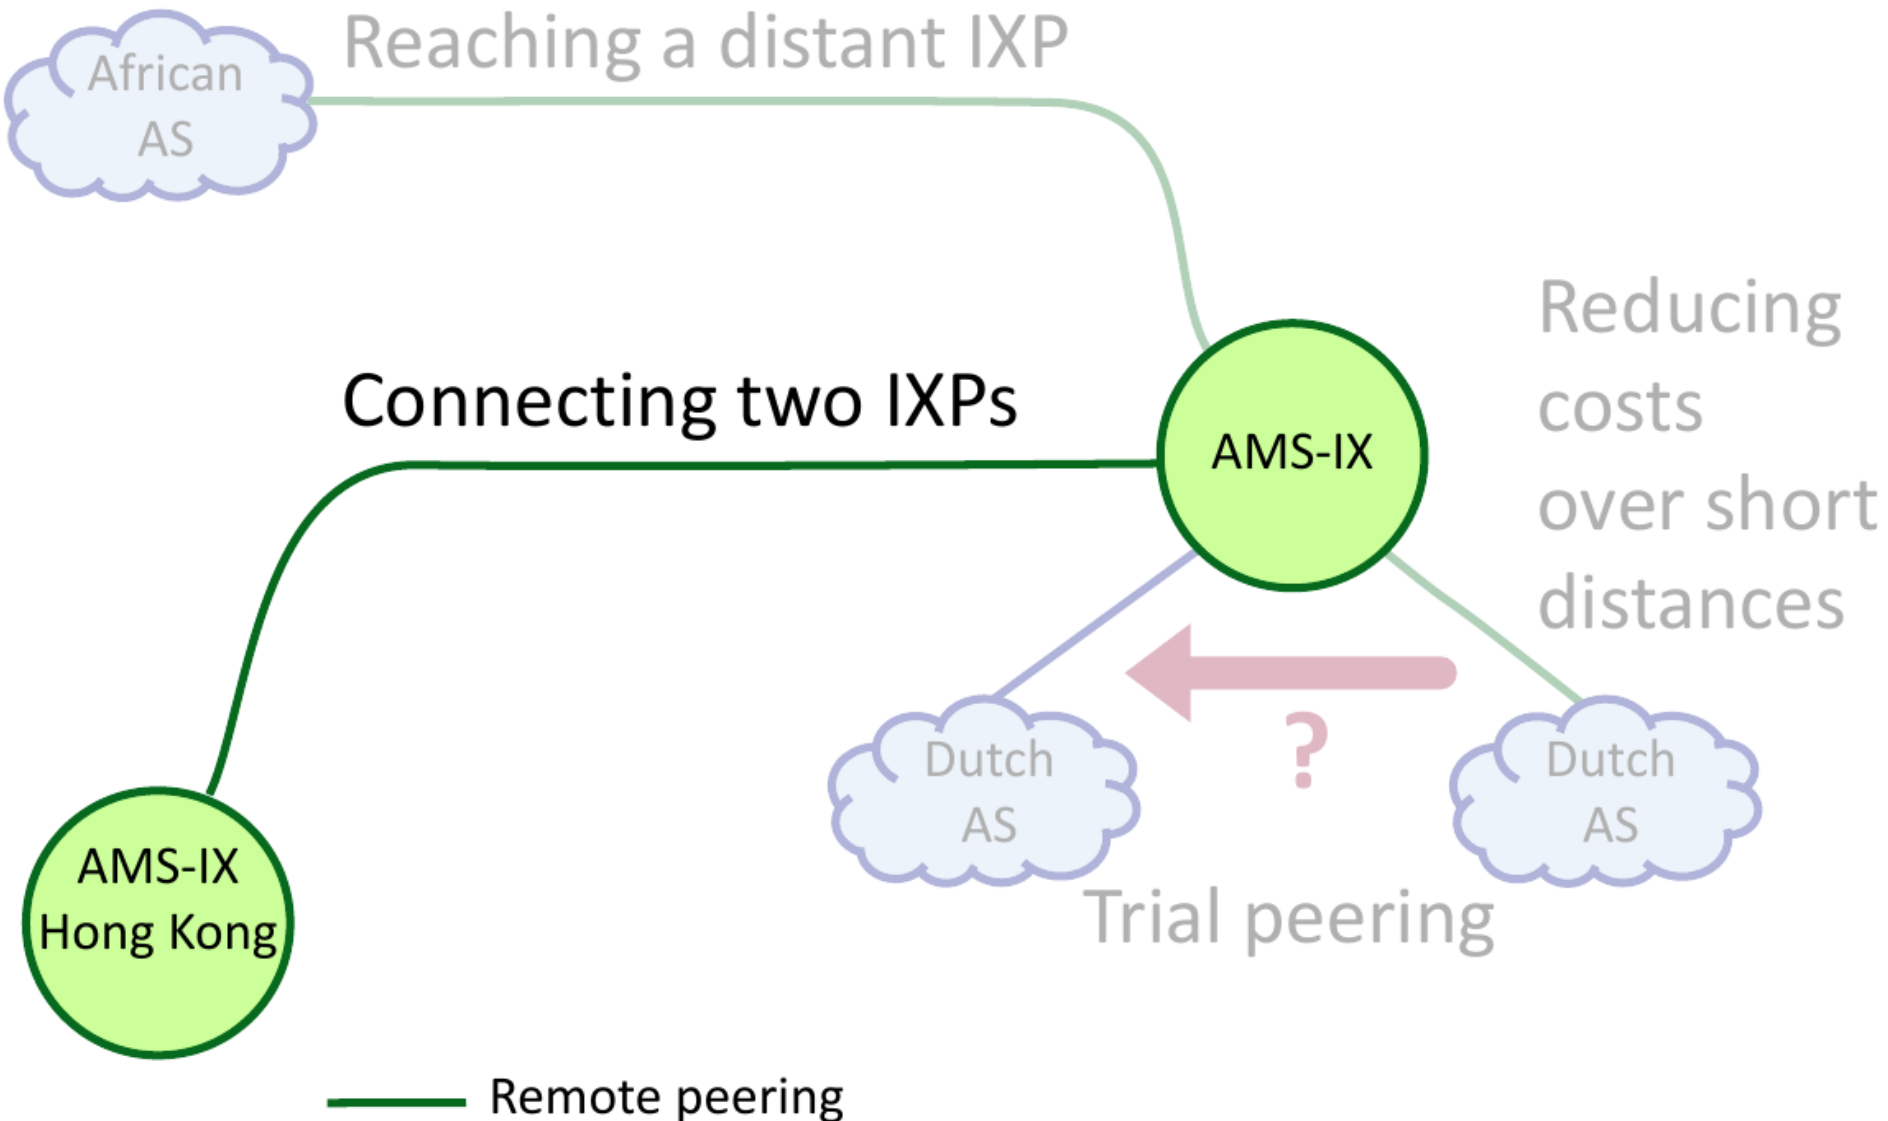 African
AS
Reaching a distant IXP
Reducing
costs
over short
distances
Connecting two IXPs
AMS-IX
Dutch
AS
?
Dutch
AS
Trial peering
AMS-IX
Hong Kong
Remote peering